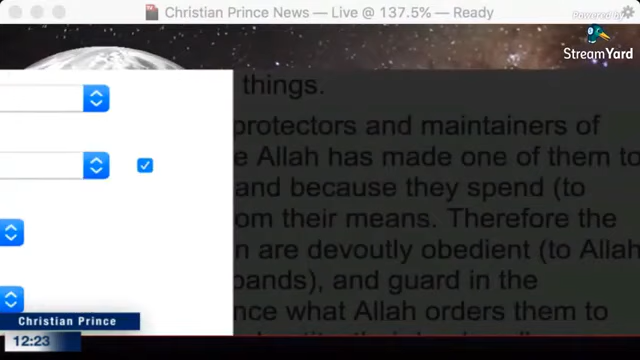 Christian Prince News — Live @ 137.5% — Ready
Powered by
StreamYard
things.
protectors and maintainers of
e Allah has made one of them to
and because they spend (to
om their means. Therefore the
n are devoutly obedient (to Allah
bands), and guard in the
nce what Allah orders them to
Christian Prince
12:23